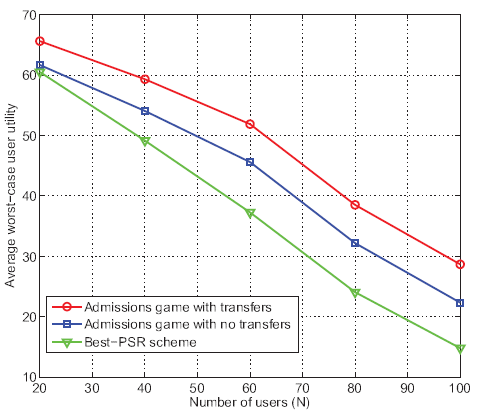 70
60
50
40
30
20
10
Average worst-case user utility
Admissions game with transfers
Admissions game with no transfers
Best-PSR scheme
20 30 40 50 60 70 80 90 100
Number of users (N)